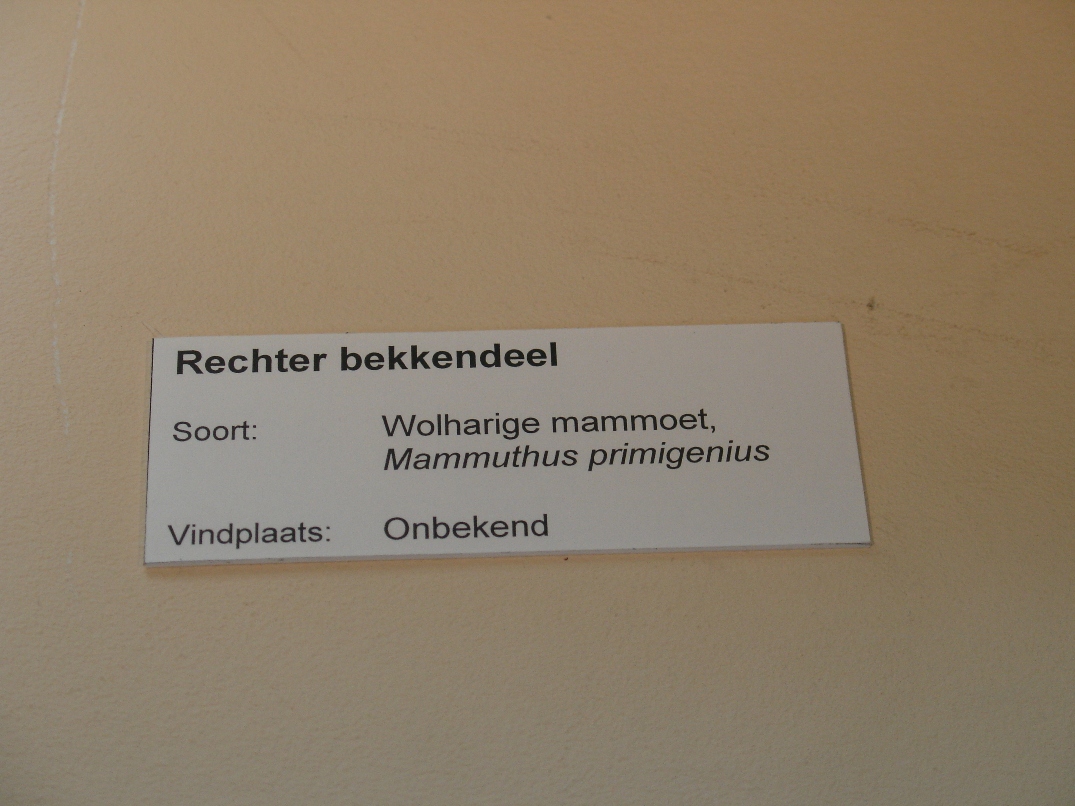 Rechter bekkendeel
Soort: Wolharige mammoet,
Mammuthus primigenius
Vindplaats: Onbekend